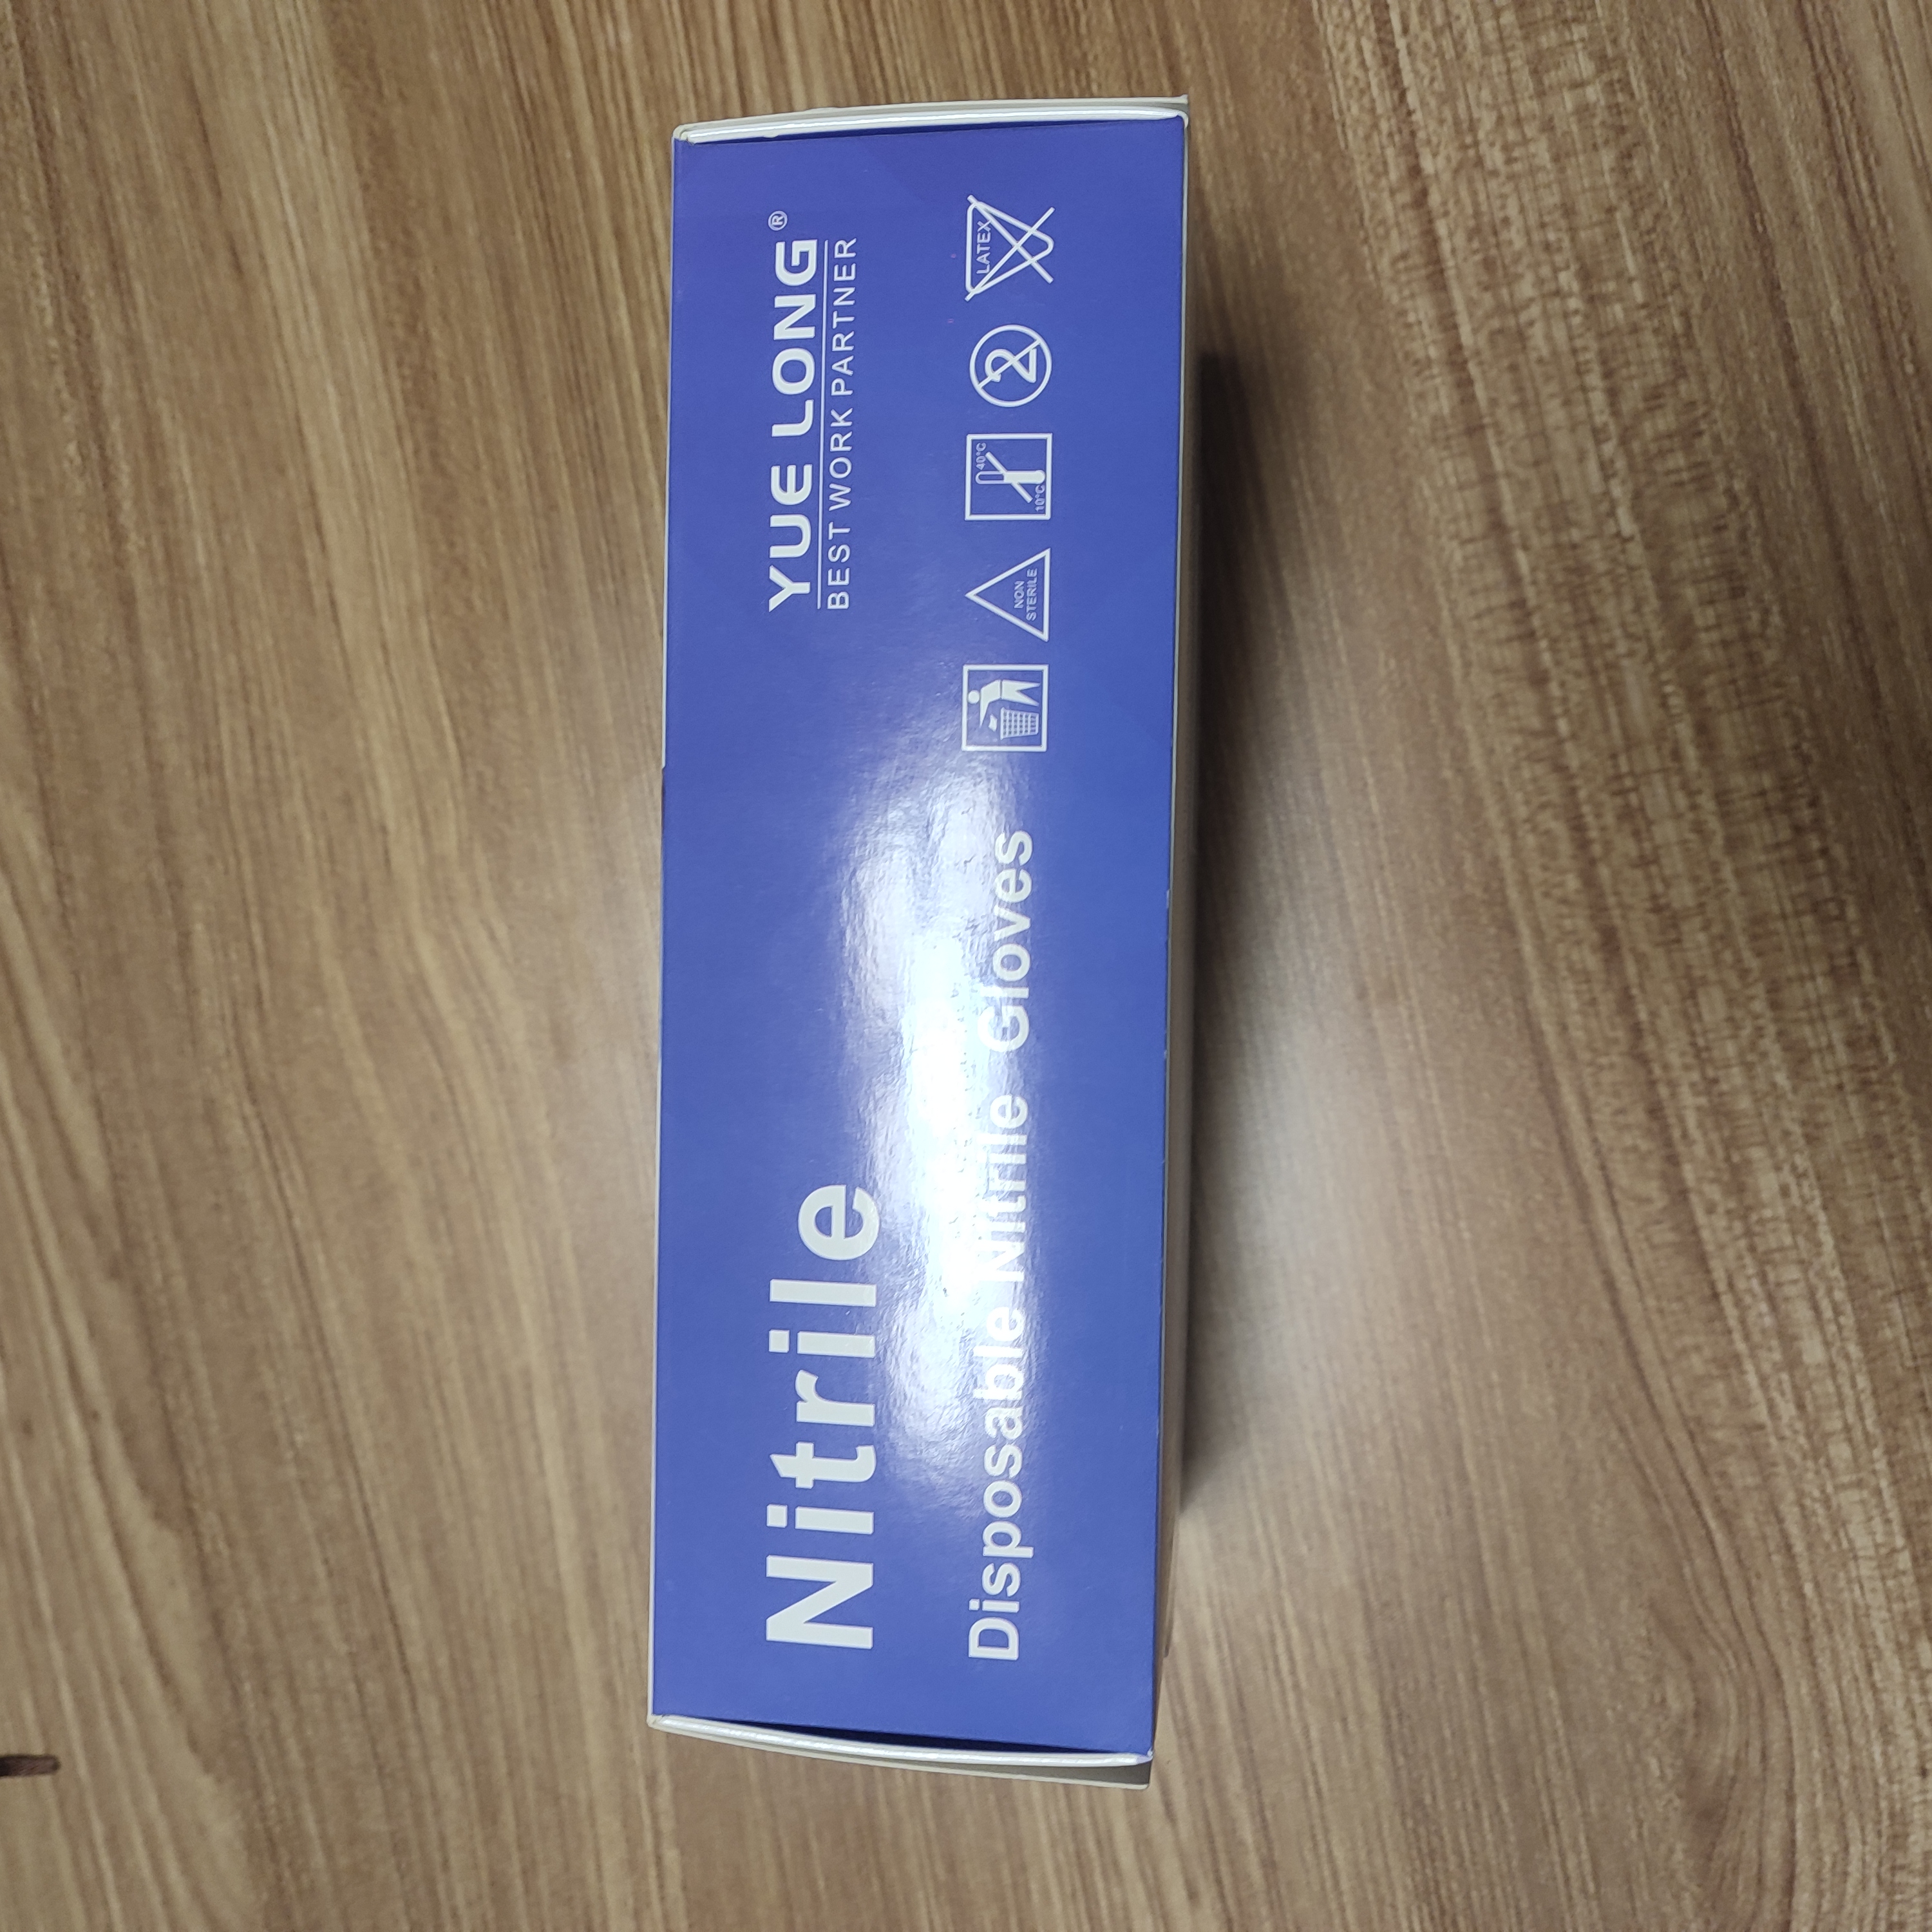 Nitrile
YUE LONG®
BEST WORK PARTNER
Disposable Nitrile Gloves
NON
STERILE
40°C
10°C
2
LATEX